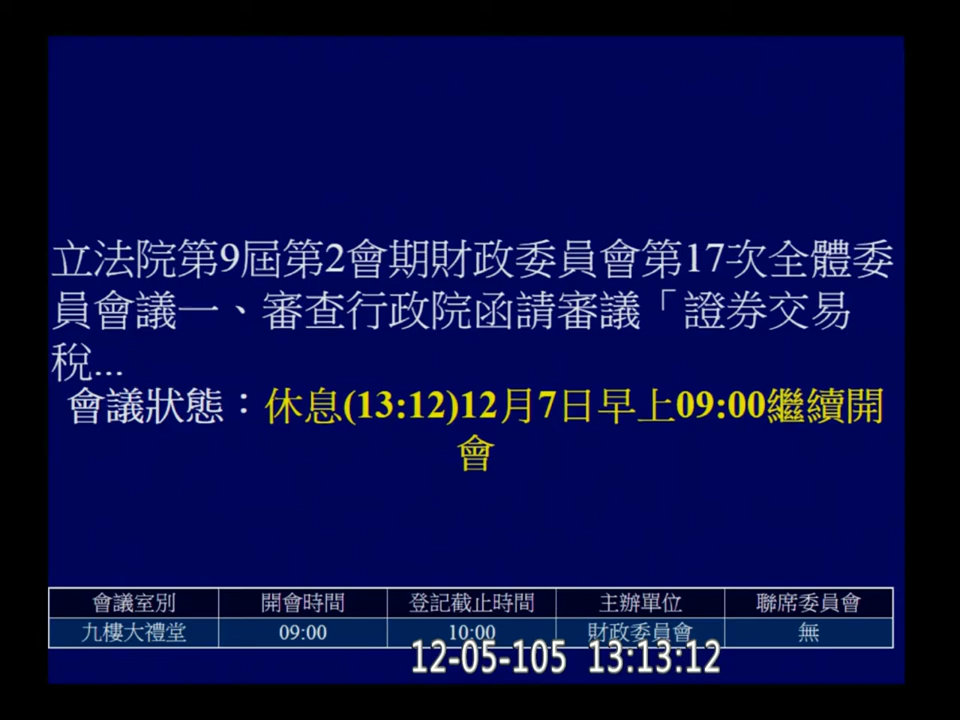 立法院第9屆第2會期財政委員會第17次全體委
員會議一、審查行政院函請審議「證券交易
稅...
會議狀態：休息(13:12)12月7日早上09:00繼續開
會
會議室別 開會時間 登記截止時間 主辦單位 聯席委員會
九樓大禮堂 09:00 10:00 財政委員會 無
12-05-105 13:13:12